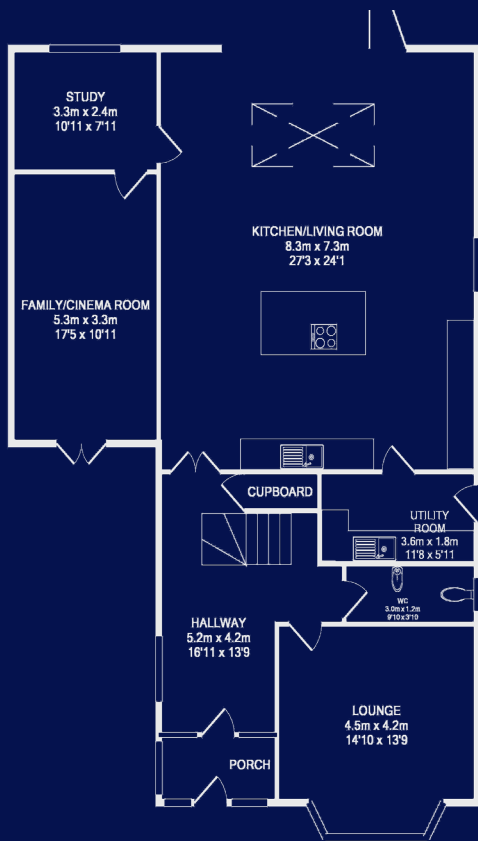 STUDY
3.3m x 2.4m
10'11 x 7'11
KITCHEN/LIVING ROOM
8.3m x 7.3m
27'3 x 24'1
FAMILY/CINEMA ROOM
5.3m x 3.3m
17'5 x 10'11
CUPBOARD
UTILITY
ROOM
3.6m x 1.8m
11'8 x 5'11
WC
3.0m x 1.2m
9'10 x 3'10
HALLWAY
5.2m x 4.2m
16'11 x 13'9
LOUNGE
4.5m x 4.2m
14'10 x 13'9
PORCH